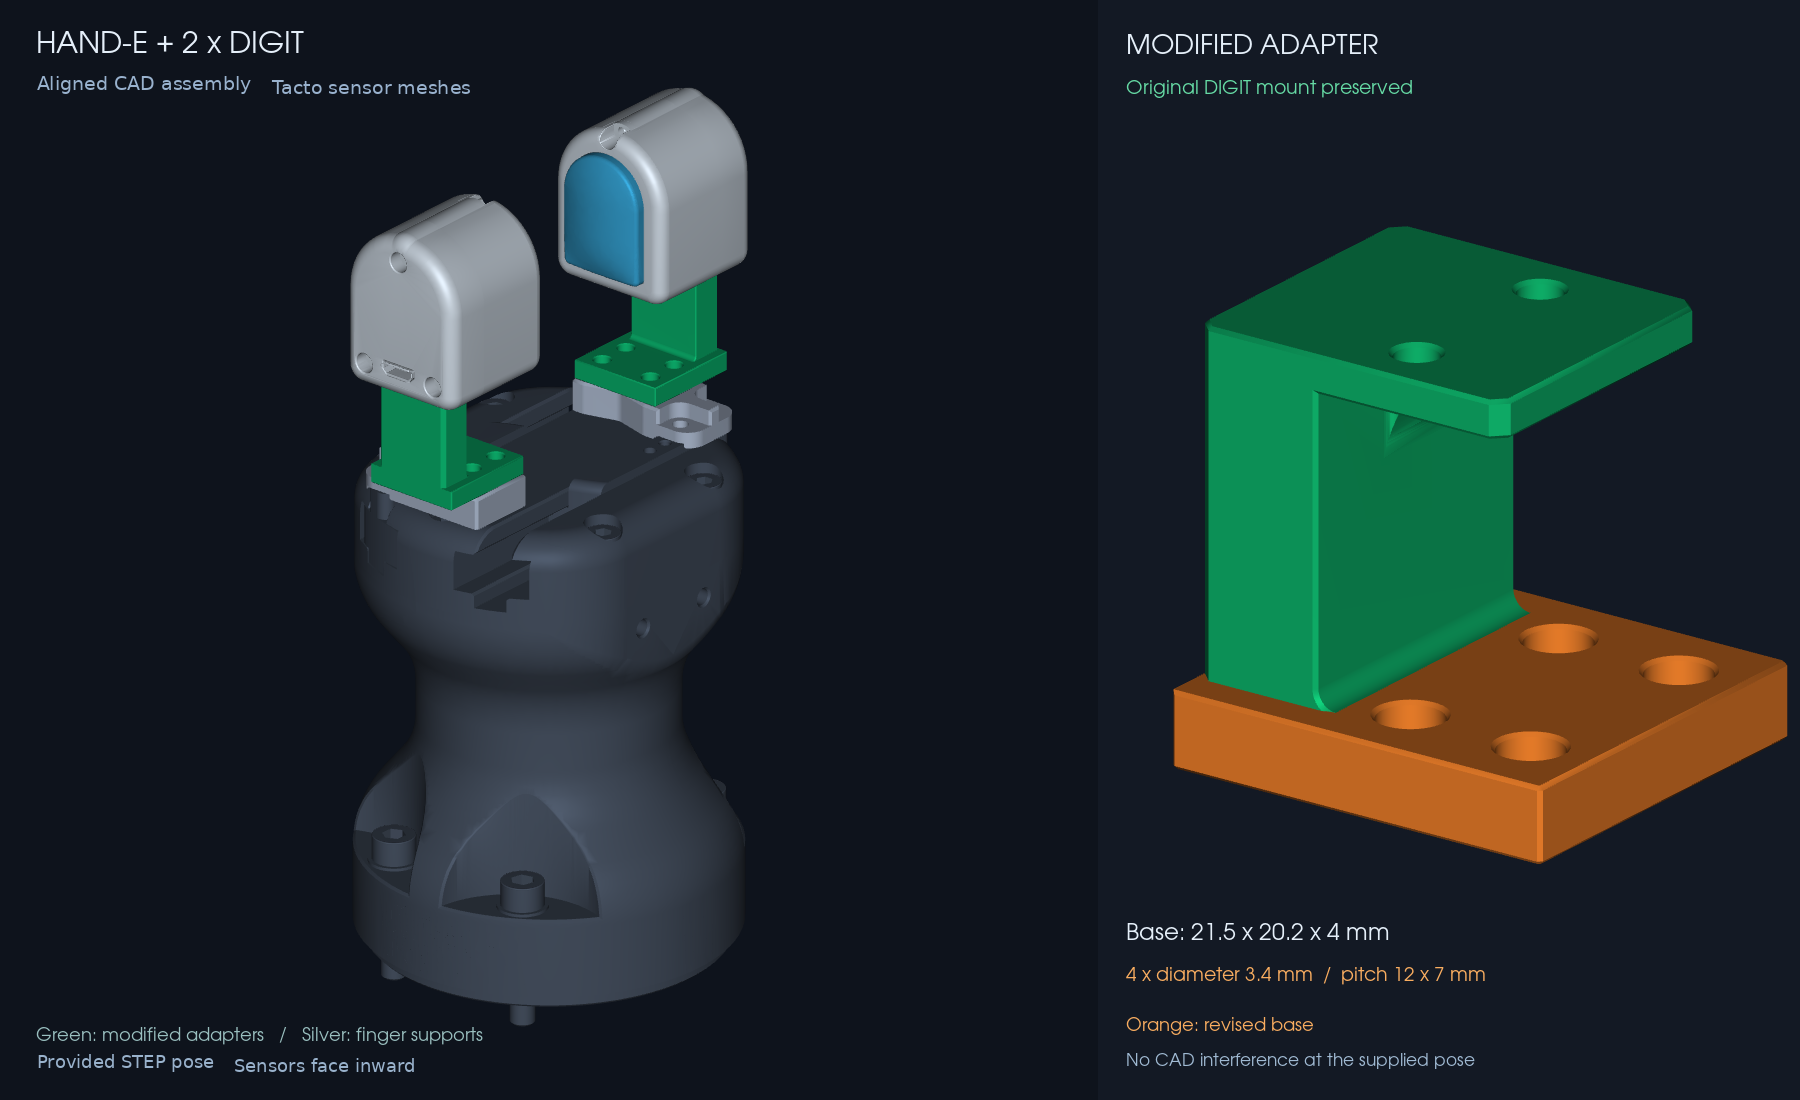 HAND-E + 2 x DIGIT
Aligned CAD assembly Tacto sensor meshes
Green: modified adapters / Silver: finger supports
Provided STEP pose Sensors face inward
MODIFIED ADAPTER
Original DIGIT mount preserved
Base: 21.5 x 20.2 x 4 mm
4 x diameter 3.4 mm / pitch 12 x 7 mm
Orange: revised base
No CAD interference at the supplied pose